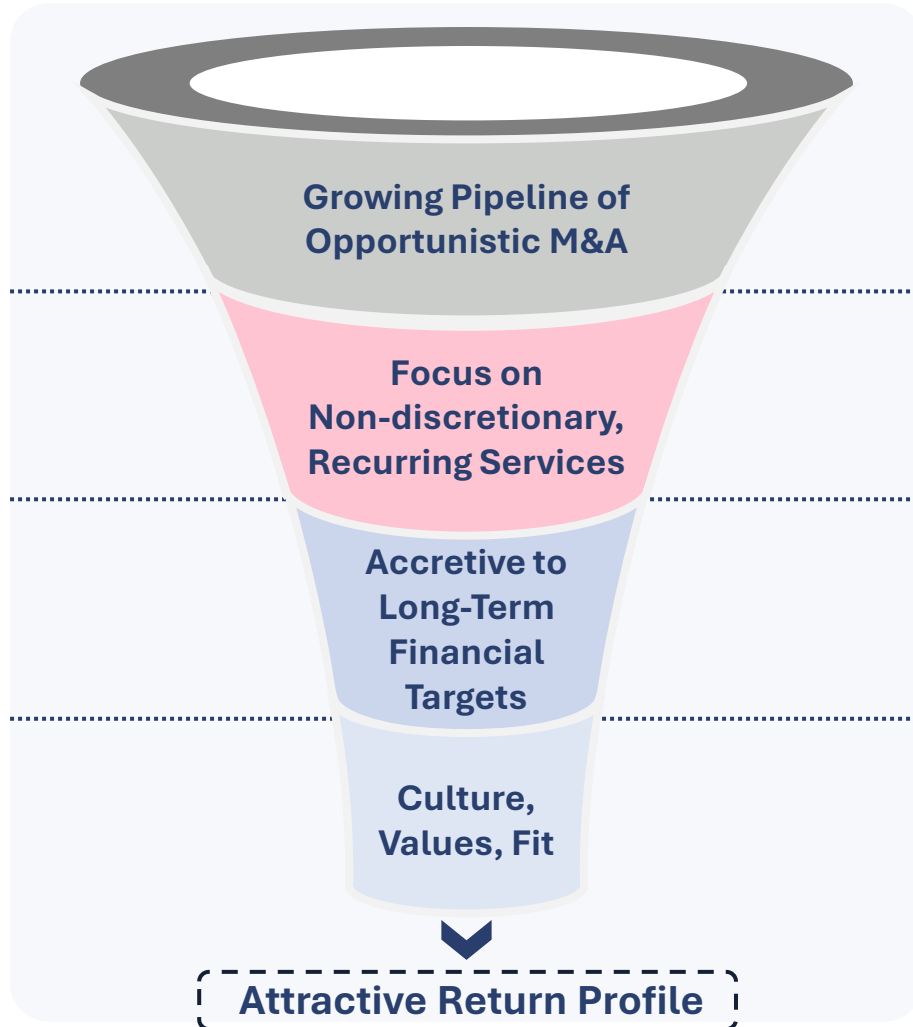 Growing Pipeline of
Opportunistic M&A
Focus on
Non-discretionary,
Recurring Services
Accretive to
Long-Term
Financial
Targets
Culture,
Values, Fit
Attractive Return Profile